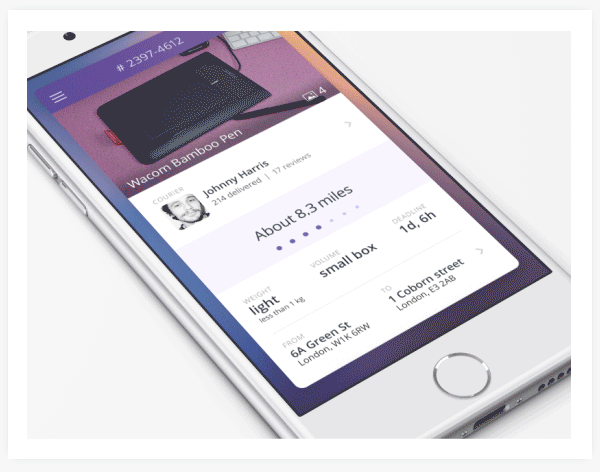 # 2397-4612
4
Wacom Bamboo Pen
COURIER
Johnny Harris
214 delivered | 17 reviews
About 8,3 miles
WEIGHT
light
less than 1 kg
VOLUME
small box
DEADLINE
1d, 6h
FROM
6A Green St
London, W1K 6RW
TO
1 Coborn street
London, E3 2AB